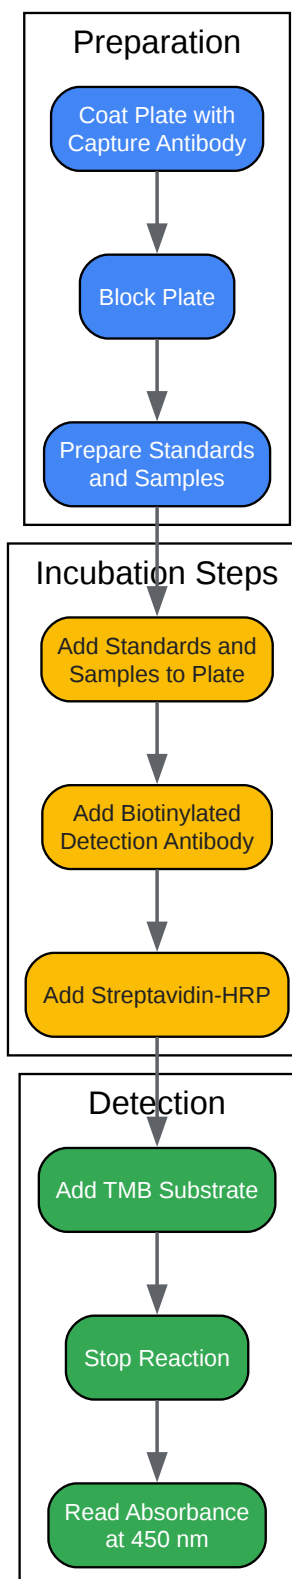 Preparation
Coat Plate with
Capture Antibody
Block Plate
Prepare Standards
and Samples
Incubation Steps
Add Standards and
Samples to Plate
Add Biotinylated
Detection Antibody
Add Streptavidin-HRP
Detection
Add TMB Substrate
Stop Reaction
Read Absorbance
at 450 nm